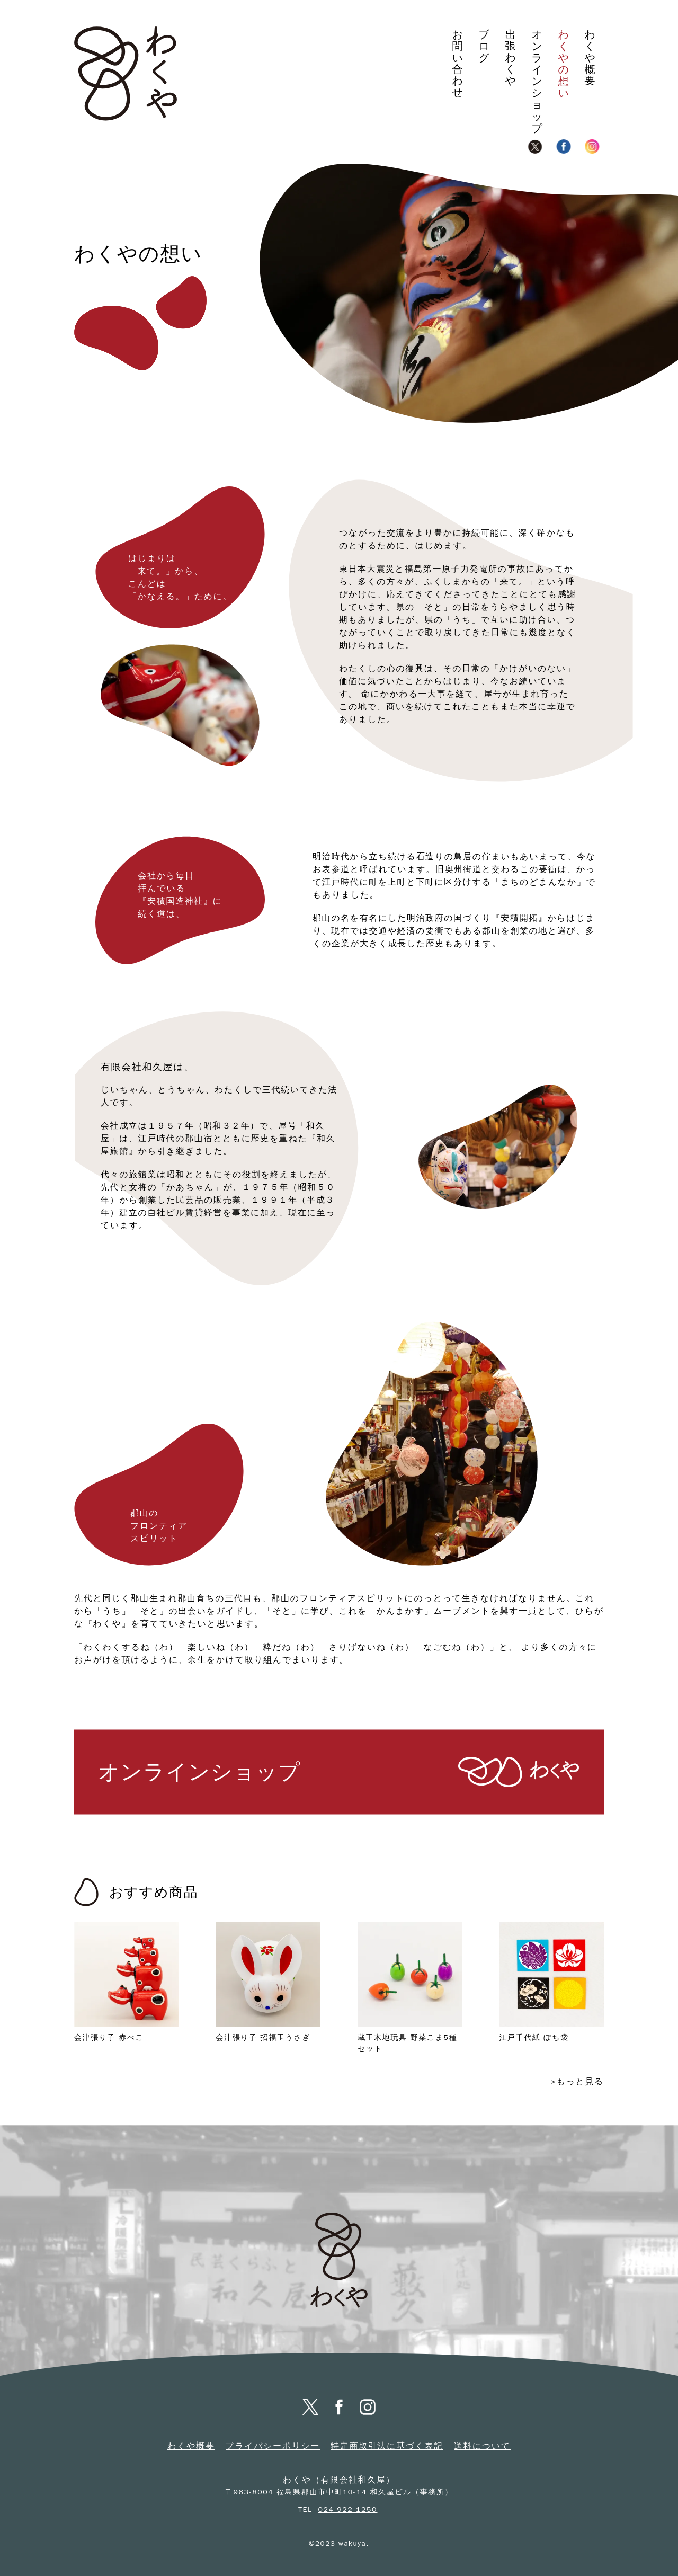 わくや
わくや概要
わくやの想い
オンラインショップ
出張わくや
ブログ
お問い合わせ
わくやの想い
はじまりは
「来て。」から、
こんどは
「かなえる。」ために。
つながった交流をより豊かに持続可能に、深く確かなも
のとするために、はじめます。
東日本大震災と福島第一原子力発電所の事故にあってか
ら、多くの方々が、ふくしまからの「来て。」という呼
びかけに、応えてきてくださってきたことにとても感謝
しています。県の「そと」の日常をうらやましく思う時
期もありましたが、県の「うち」で互いに助け合い、つ
ながっていくことで取り戻してきた日常にも幾度となく
助けられました。
わたくしの心の復興は、その日常の「かけがいのない」
価値に気づいたことからはじまり、今なお続いていま
す。 命にかかわる一大事を経て、屋号が生まれ育った
この地で、商いを続けてこれたこともまた本当に幸運で
ありました。
会社から毎日
拝んでいる
『安積国造神社』に
続く道は、
明治時代から立ち続ける石造りの鳥居の佇まいもあいまって、今な
お表参道と呼ばれています。旧奥州街道と交わるこの要衝は、かっ
て江戸時代に町を上町と下町に区分けする「まちのどまんなか」で
もありました。
郡山の名を有名にした明治政府の国づくり『安積開拓』からはじま
り、現在では交通や経済の要衝でもある郡山を創業の地と選び、多
くの企業が大きく成長した歴史もあります。
有限会社和久屋は、
じいちゃん、とうちゃん、わたくしで三代続いてきた法
人です。
会社成立は１９５７年（昭和３２年）で、屋号「和久
屋」は、江戸時代の郡山宿とともに歴史を重ねた『和久
屋旅館』から引き継ぎました。
代々の旅館業は昭和とともにその役割を終えましたが、
先代と女将の「かあちゃん」が、１９７５年（昭和５０
年）から創業した民芸品の販売業、１９９１年（平成３
年）建立の自社ビル賃貸経営を事業に加え、現在に至っ
ています。
郡山の
フロンティア
スピリット
先代と同じく郡山生まれ郡山育ちの三代目も、郡山のフロンティアスピリットにのっとって生きなければなりません。これ
から「うち」「そと」の出会いをガイドし、「そと」に学び、これを「かんまかす」ムーブメントを興す一員として、ひらが
な『わくや』を育てていきたいと思います。
「わくわくするね（わ）　楽しいね（わ）　粋だね（わ）　さりげないね（わ）　なごむね（わ）」と、 より多くの方々に
お声がけを頂けるように、余生をかけて取り組んでまいります。
オンラインショップ
わくや
おすすめ商品
会津張り子 赤べこ
会津張り子 招福玉うさぎ
蔵王木地玩具 野菜こま5種
セット
江戸千代紙 ぽち袋
>もっと見る
わくや
わくや概要 プライバシーポリシー 特定商取引法に基づく表記 送料について
わくや（有限会社和久屋）
〒963-8004 福島県郡山市中町10-14 和久屋ビル（事務所）
TEL 024-922-1250
©2023 wakuya.